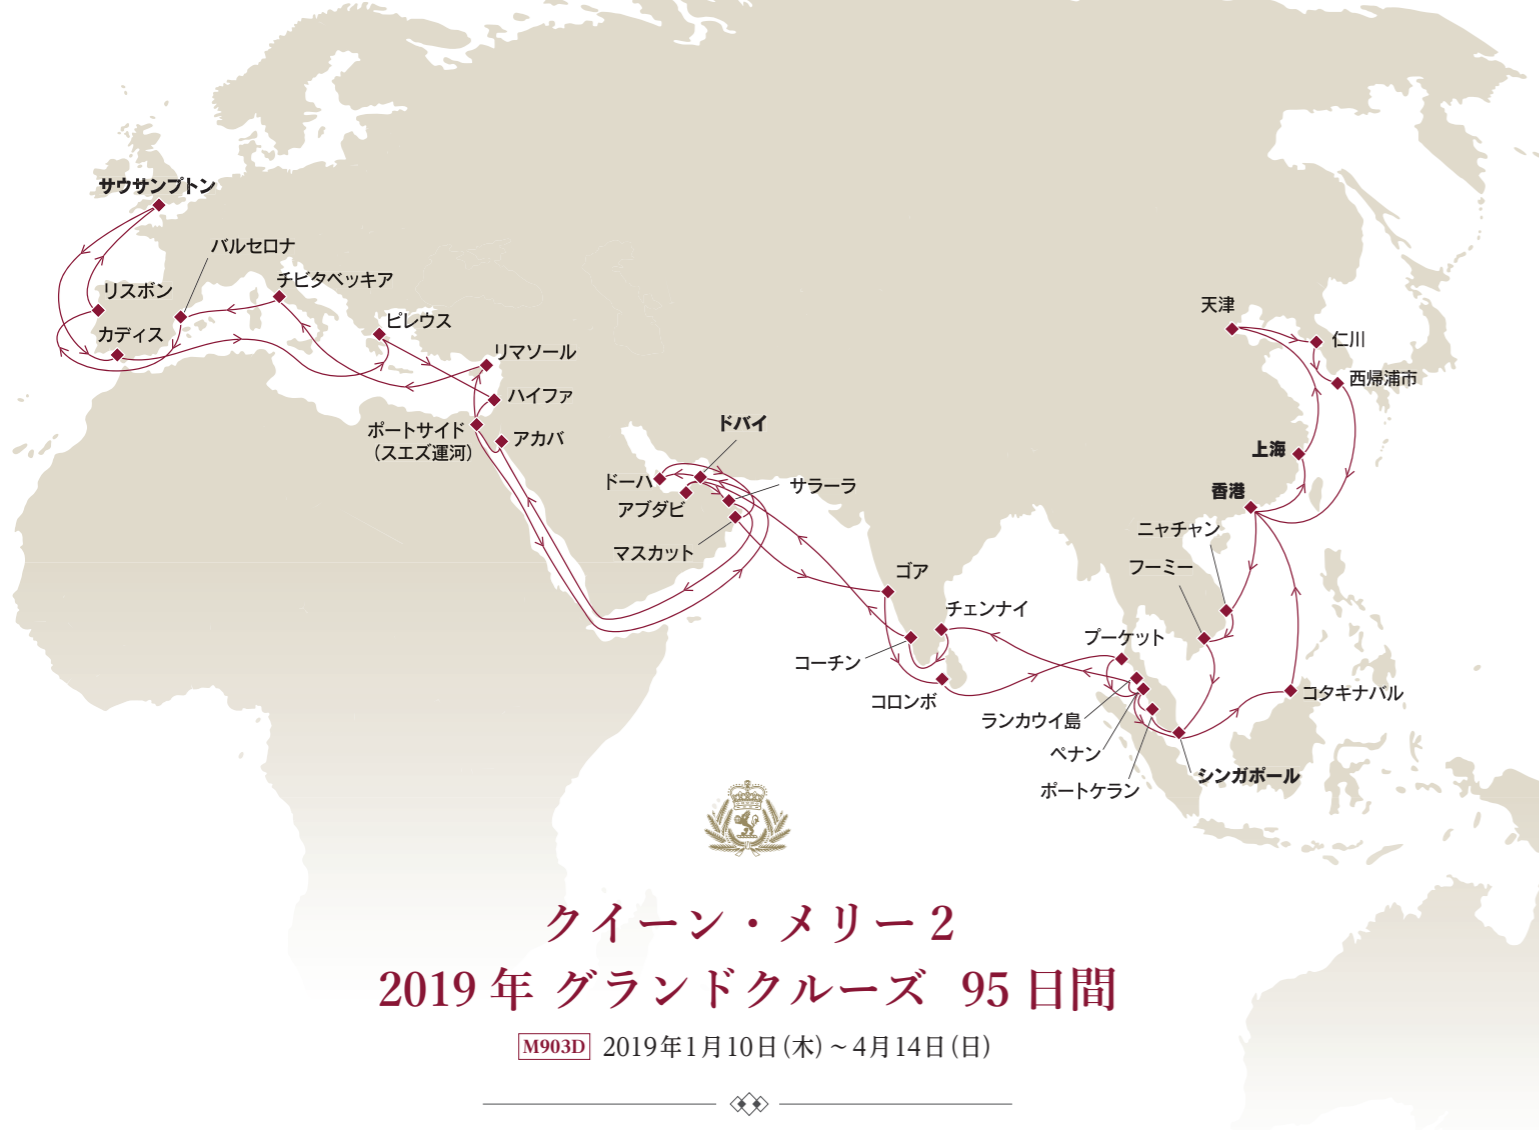 サウサンプトン
バルセロナ
チビタベッキア
リスボン
カディス
ピレウス
リマソール
ハイファ
ポートサイド
（スエズ運河）
アカバ
ドバイ
ドーハ
アブダビ
サラーラ
マスカット
ゴア
チェンナイ
コーチン
コロンボ
天津
仁川
西帰浦市
上海
香港
ニャチャン
フーミー
プーケット
ランカウイ島
ペナン
ポートケラン
シンガポール
コタキナバル
クイーン・メリー2
2019年 グランドクルーズ 95日間
M903D 2019年1月10日(木)～4月14日(日)